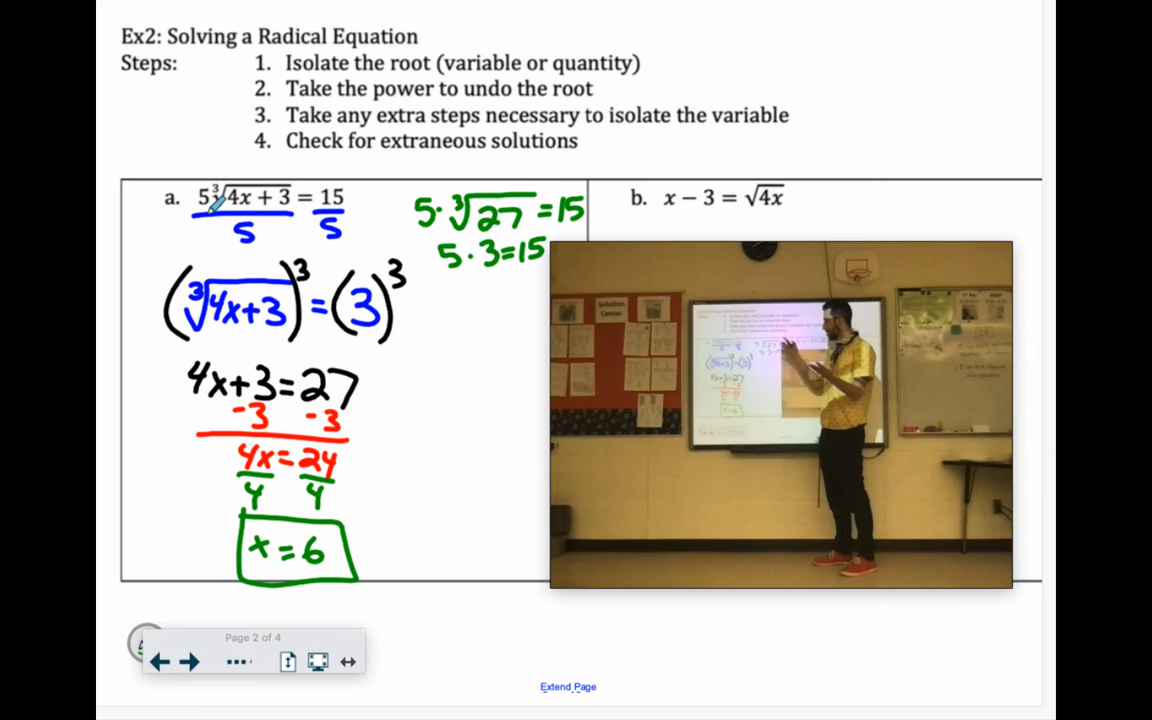 Ex2: Solving a Radical Equation
Steps: 1. Isolate the root (variable or quantity)
2. Take the power to undo the root
3. Take any extra steps necessary to isolate the variable
4. Check for extraneous solutions
a. 5∛(4x + 3) = 15
5 5
(∛(4x+3))³ = (3)³
4x+3=27
-3 -3
4x=24
4 4
x=6
5·∛27=15
5·3=15
b. x − 3 = √(4x)
Solution
Center
Page 2 of 4
Extend Page